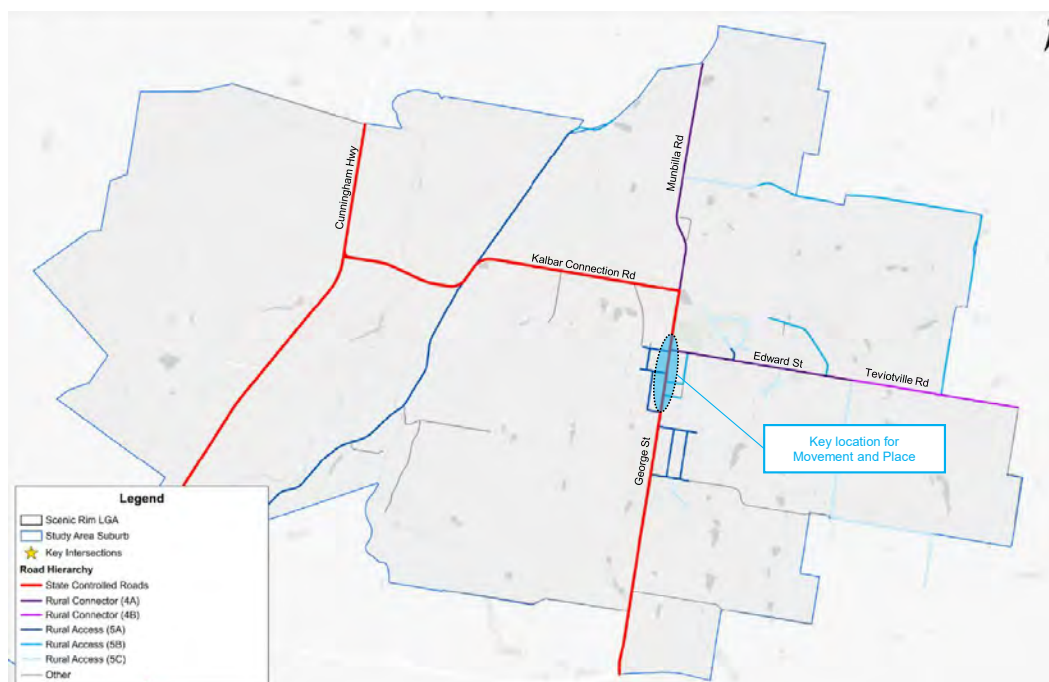 Cunningham Hwy
Munbilla Rd
Kalbar Connection Rd
Edward St
Teviotville Rd
George St
Key location for
Movement and Place
Legend
Scenic Rim LGA
Study Area Suburb
Key Intersections
Road Hierarchy
State Controlled Roads
Rural Connector (4A)
Rural Connector (4B)
Rural Access (5A)
Rural Access (5B)
Rural Access (5C)
Other